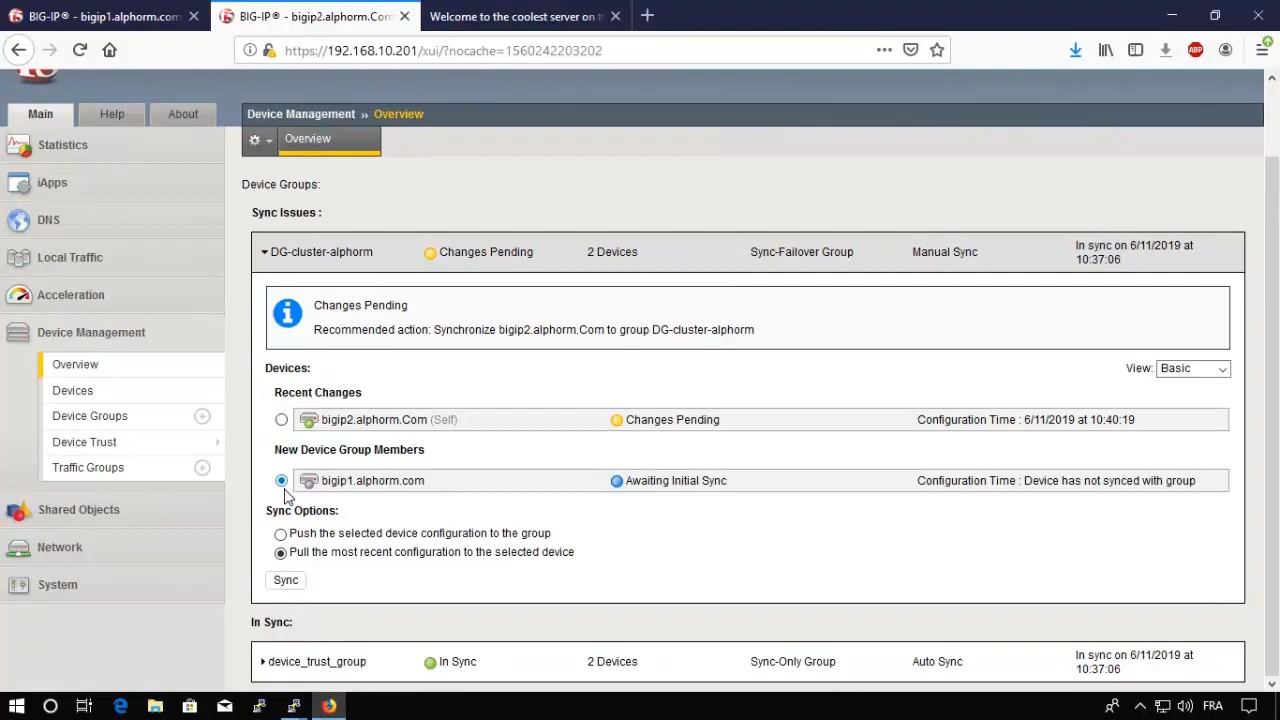 BIG-IP® - bigip1.alphorm.com
BIG-IP® - bigip2.alphorm.Com
Welcome to the coolest server on t
https://192.168.10.201/xui/?nocache=1560242203202
ABP
Main
Help
About
Device Management » Overview
Overview
Statistics
iApps
DNS
Local Traffic
Acceleration
Device Management
Overview
Devices
Device Groups
Device Trust
Traffic Groups
Shared Objects
Network
System
Device Groups:
Sync Issues :
DG-cluster-alphorm
Changes Pending
2 Devices
Sync-Failover Group
Manual Sync
In sync on 6/11/2019 at
10:37:06
Changes Pending
Recommended action: Synchronize bigip2.alphorm.Com to group DG-cluster-alphorm
Devices:
View: Basic
Recent Changes
bigip2.alphorm.Com (Self)
Changes Pending
Configuration Time : 6/11/2019 at 10:40:19
New Device Group Members
bigip1.alphorm.com
Awaiting Initial Sync
Configuration Time : Device has not synced with group
Sync Options:
Push the selected device configuration to the group
Pull the most recent configuration to the selected device
Sync
In Sync:
device_trust_group
In Sync
2 Devices
Sync-Only Group
Auto Sync
In sync on 6/11/2019 at
10:37:06
FRA